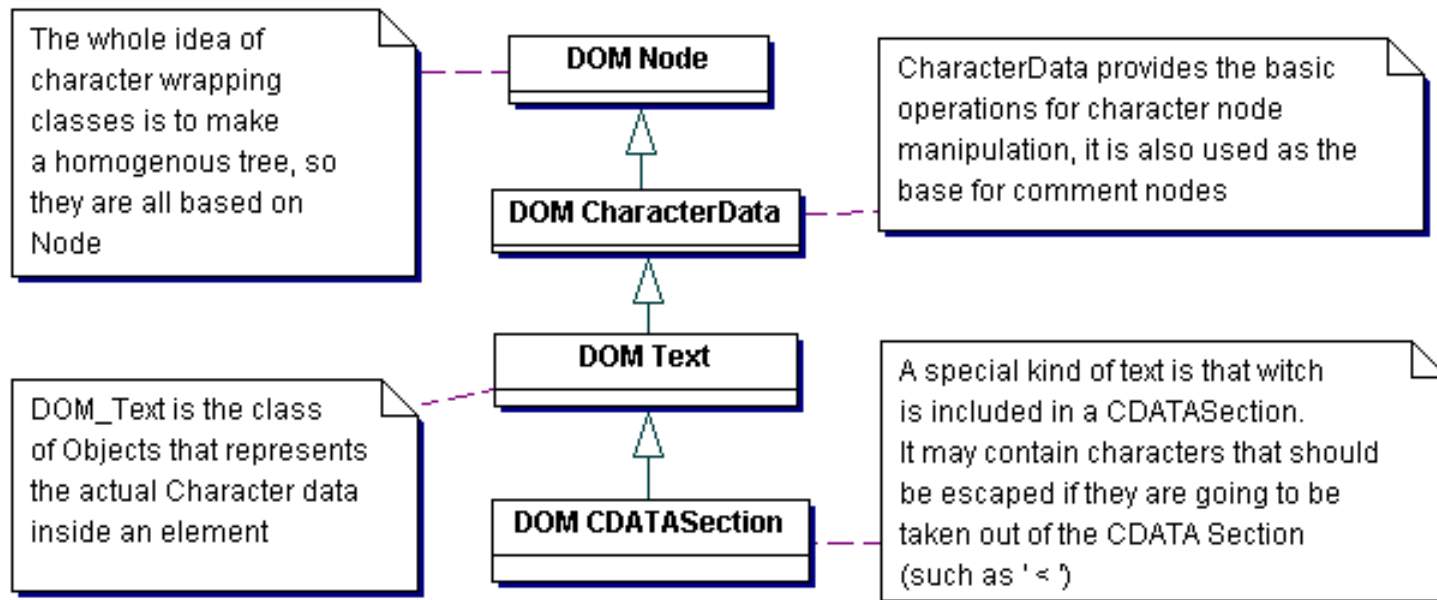 The whole idea of
character wrapping
classes is to make
a homogenous tree, so
they are all based on
Node
DOM Node
CharacterData provides the basic
operations for character node
manipulation, it is also used as the
base for comment nodes
DOM CharacterData
DOM Text
DOM_Text is the class
of Objects that represents
the actual Character data
inside an element
A special kind of text is that witch
is included in a CDATASection.
It may contain characters that should
be escaped if they are going to be
taken out of the CDATA Section
(such as ' < ')
DOM CDATASection